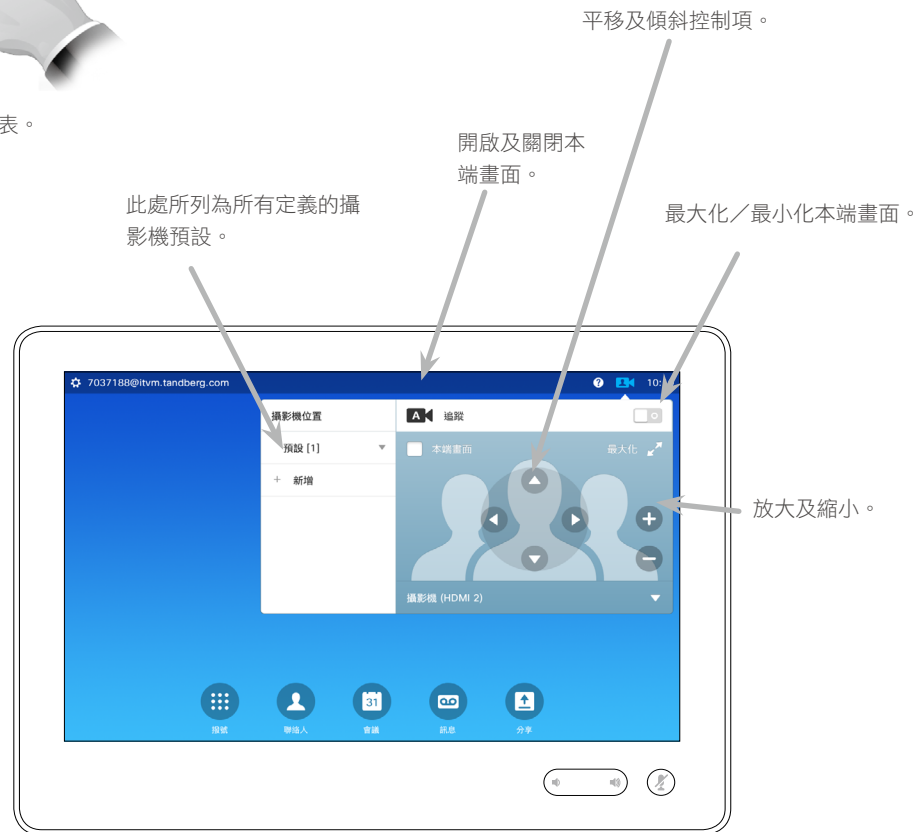 平移及傾斜控制項。
表。
開啟及關閉本
端畫面。
此處所列為所有定義的攝
影機預設。
最大化／最小化本端畫面。
7037188@itvm.tandberg.com
?
10:
攝影機位置
A
追蹤
預設 [1]
本端畫面
最大化
+ 新增
放大及縮小。
攝影機 (HDMI 2)
31
撥號
聯絡人
會議
訊息
分享